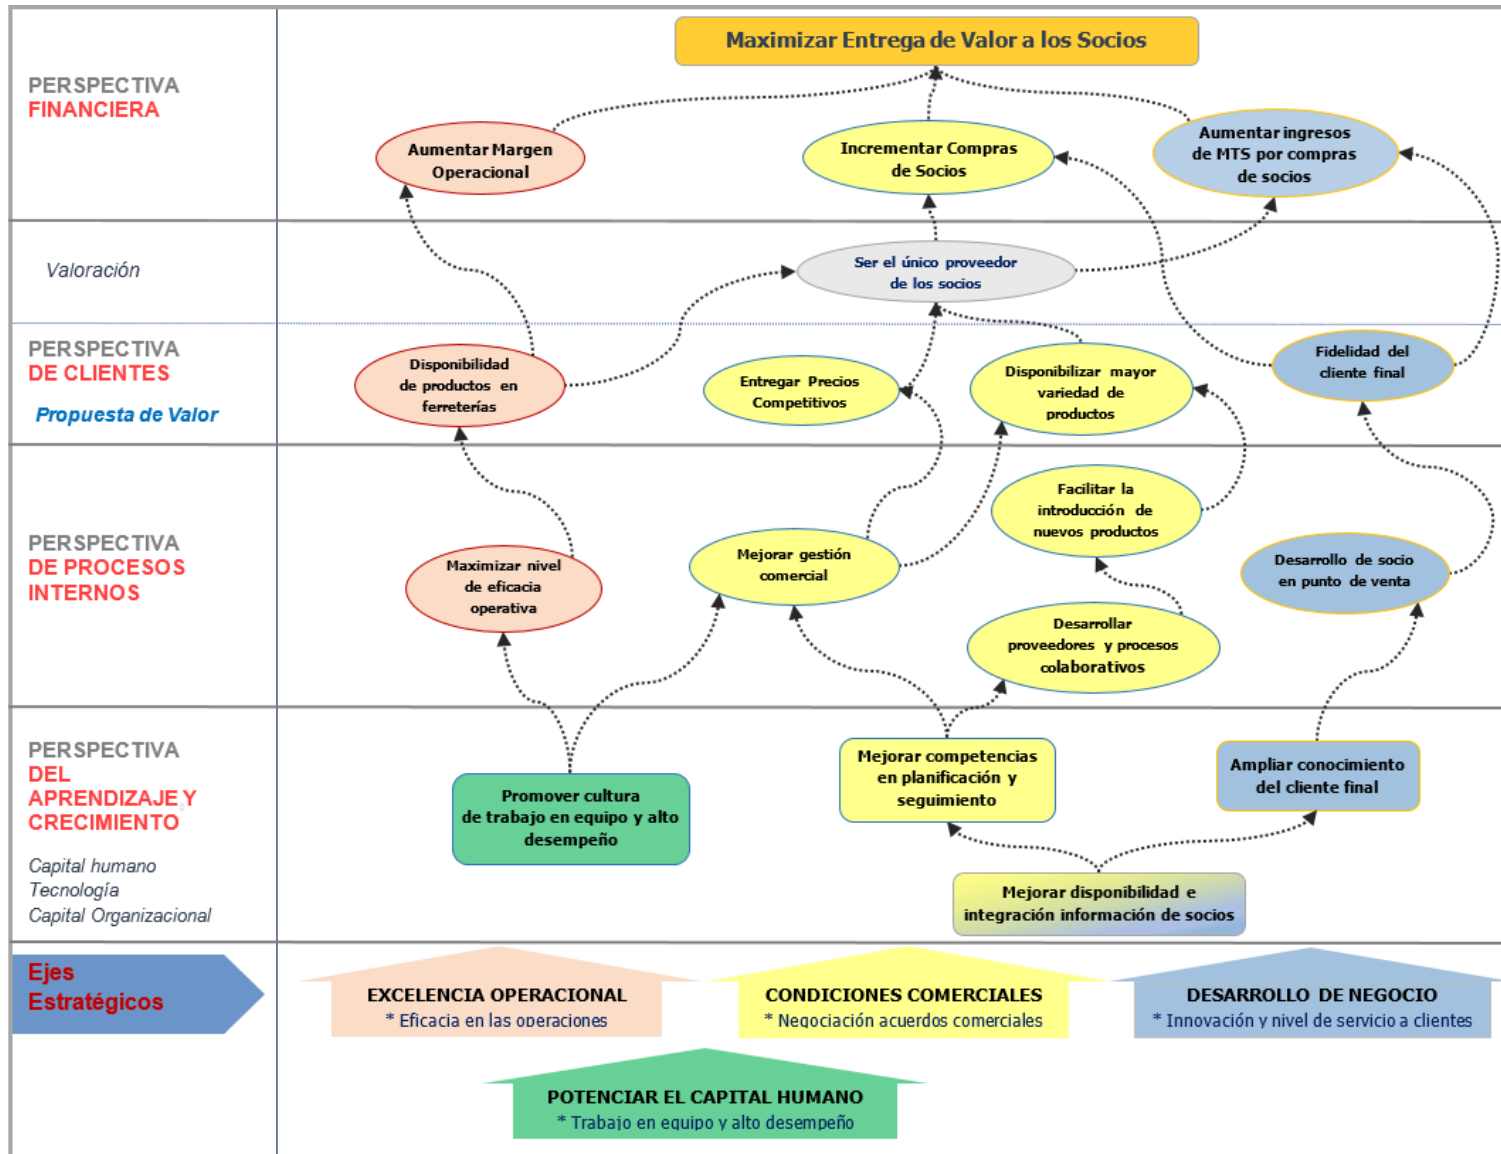 Maximizar Entrega de Valor a los Socios
PERSPECTIVA
FINANCIERA
Aumentar Margen
Operacional
Incrementar Compras
de Socios
Aumentar ingresos
de MTS por compras
de socios
Valoración
Ser el único proveedor
de los socios
PERSPECTIVA
DE CLIENTES
Propuesta de Valor
Disponibilidad
de productos en
ferreterías
Entregar Precios
Competitivos
Disponibilizar mayor
variedad de
productos
Fidelidad del
cliente final
PERSPECTIVA
DE PROCESOS
INTERNOS
Maximizar nivel
de eficacia
operativa
Mejorar gestión
comercial
Facilitar la
introducción de
nuevos productos
Desarrollar
proveedores y procesos
colaborativos
Desarrollo de socio
en punto de venta
PERSPECTIVA
DEL
APRENDIZAJE Y
CRECIMIENTO
Capital humano
Tecnología
Capital Organizacional
Promover cultura
de trabajo en equipo y alto
desempeño
Mejorar competencias
en planificación y
seguimiento
Ampliar conocimiento
del cliente final
Mejorar disponibilidad e
integración información de socios
Ejes
Estratégicos
EXCELENCIA OPERACIONAL
* Eficacia en las operaciones
CONDICIONES COMERCIALES
* Negociación acuerdos comerciales
DESARROLLO DE NEGOCIO
* Innovación y nivel de servicio a clientes
POTENCIAR EL CAPITAL HUMANO
* Trabajo en equipo y alto desempeño